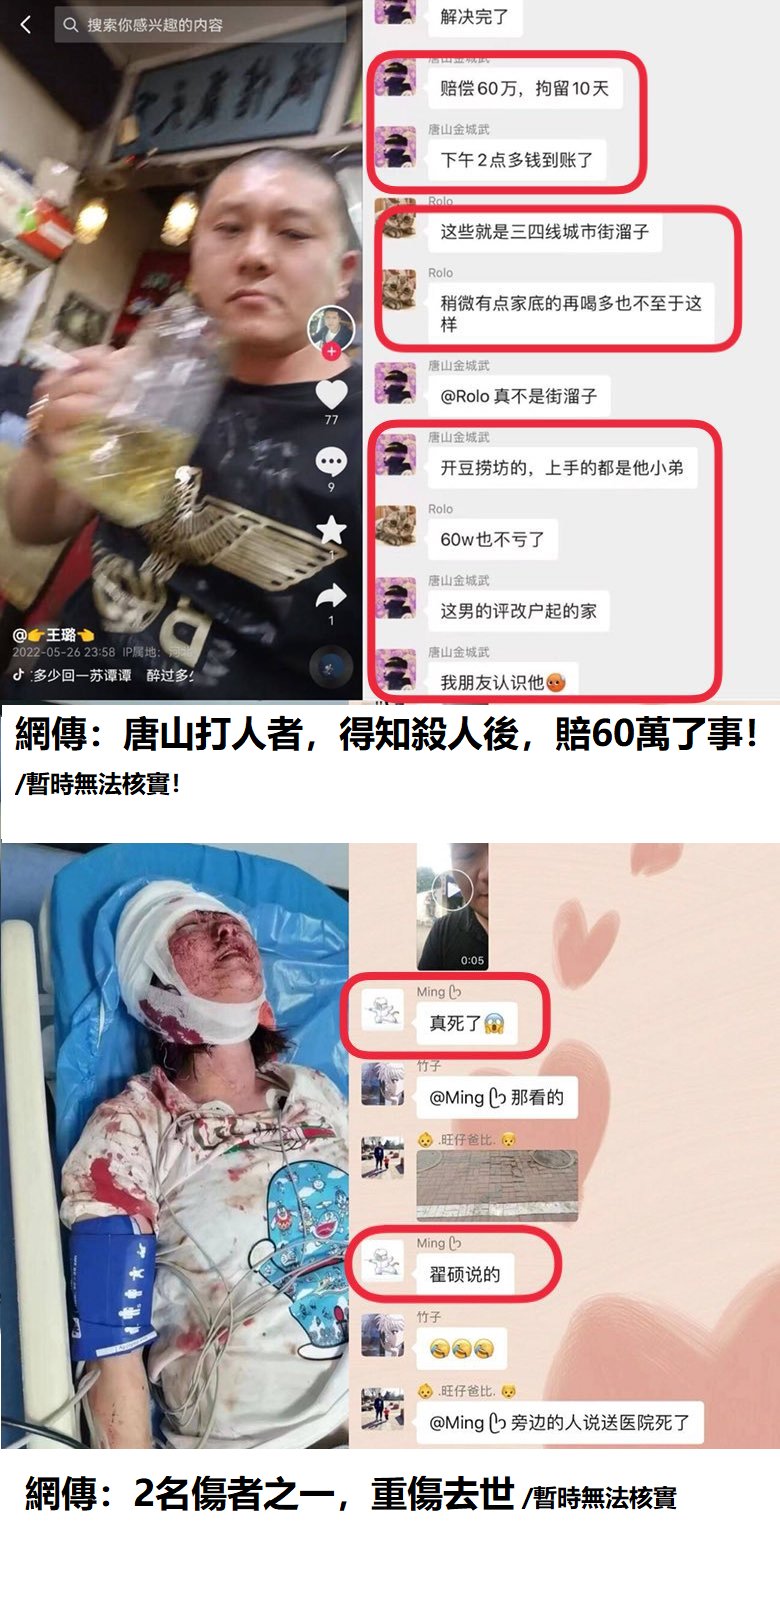 搜索你感兴趣的内容
77
9
1
1
@👉王璐👈
2022-05-26 23:58 IP属地：河北
多少回一苏谭谭 醉过多
解决完了
唐山金城武
赔偿60万，拘留10天
唐山金城武
下午2点多钱到账了
Rolo
这些就是三四线城市街溜子
Rolo
稍微有点家底的再喝多也不至于这
样
唐山金城武
@Rolo 真不是街溜子
唐山金城武
开豆捞坊的，上手的都是他小弟
Rolo
60w也不亏了
唐山金城武
这男的评改户起的家
唐山金城武
我朋友认识他😡
網傳：唐山打人者，得知殺人後，賠60萬了事！
/暫時無法核實！
0:05
Ming
真死了😱
竹子
@Ming 那看的
👶.旺仔爸比.👶
Ming
翟硕说的
竹子
🤣🤣🤣
👶.旺仔爸比.👶
@Ming 旁边的人说送医院死了
網傳：2名傷者之一，重傷去世 /暫時無法核實